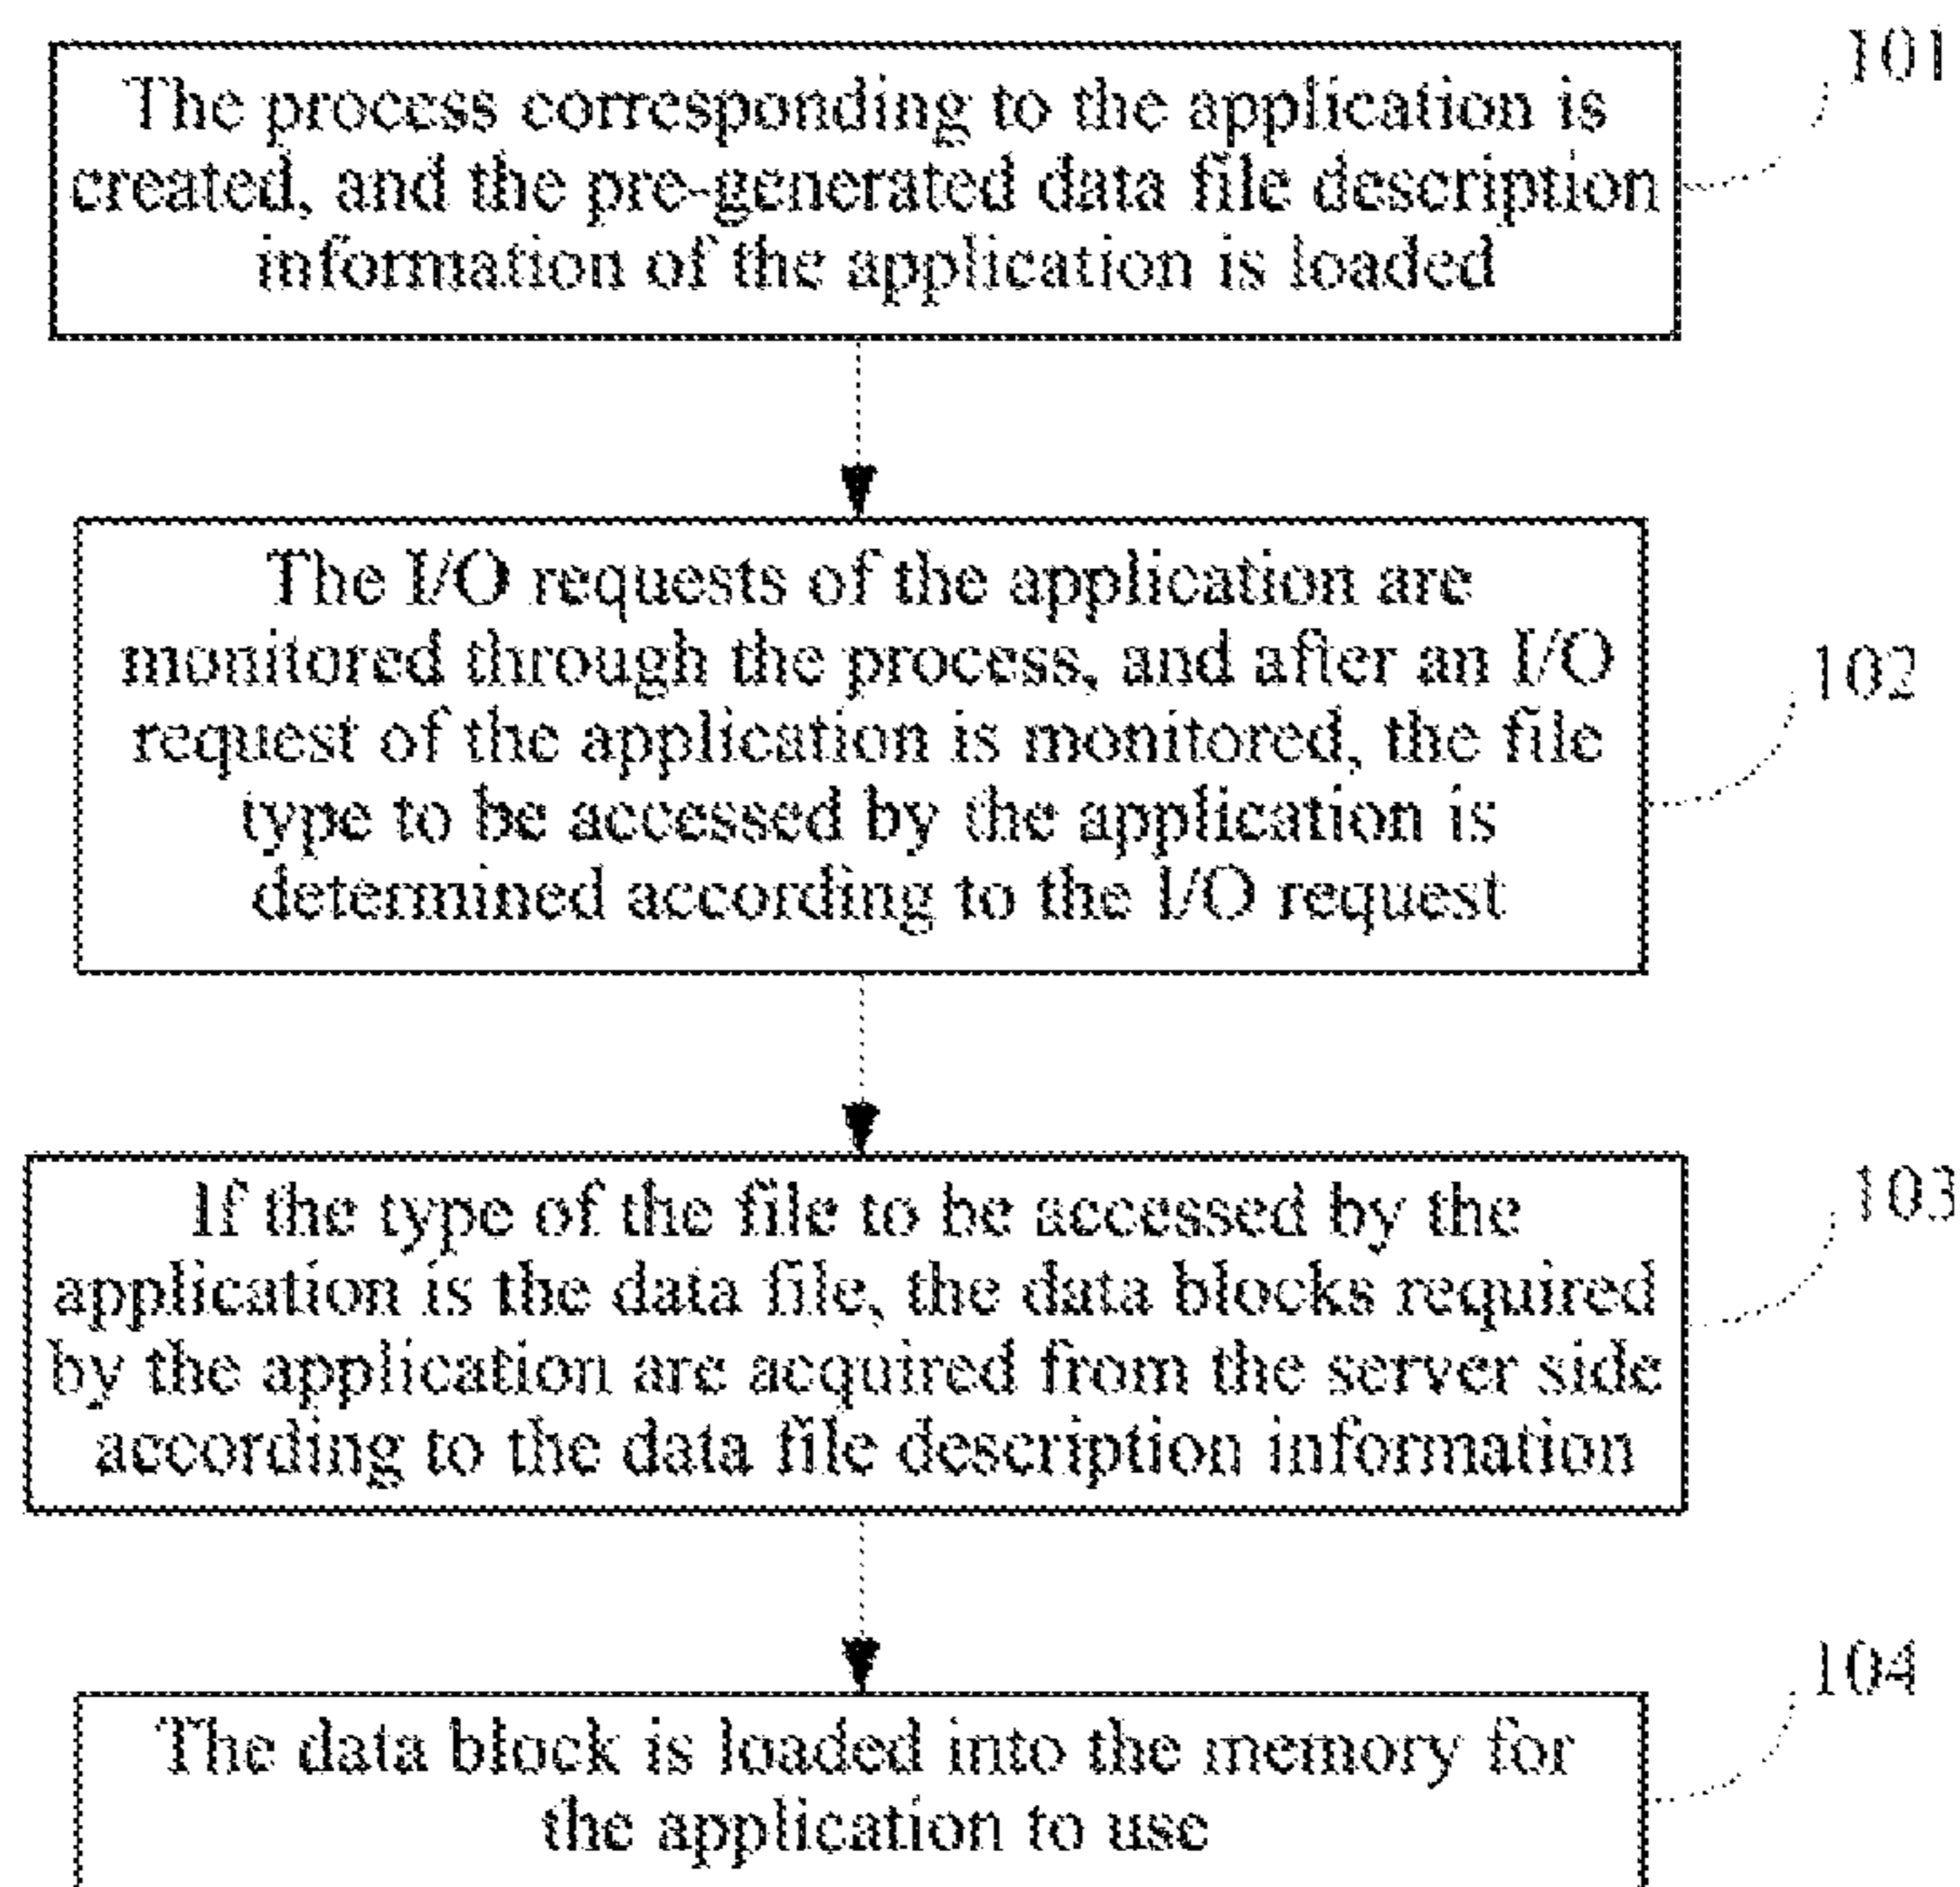 101
The process corresponding to the application is
created, and the pre-generated data file description
information of the application is loaded
The I/O requests of the application are
monitored through the process, and after an I/O
request of the application is monitored, the file
type to be accessed by the application is
determined according to the I/O request
102
If the type of the file to be accessed by the
application is the data file, the data blocks required
by the application are acquired from the server side
according to the data file description information
103
The data block is loaded into the memory for
the application to use
104